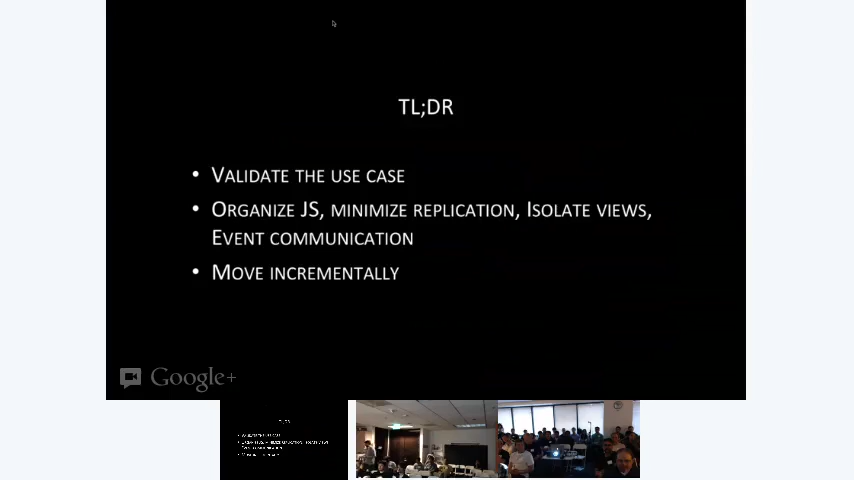 TL;DR
• VALIDATE THE USE CASE
• ORGANIZE JS, MINIMIZE REPLICATION, ISOLATE VIEWS,
EVENT COMMUNICATION
• MOVE INCREMENTALLY
Google+